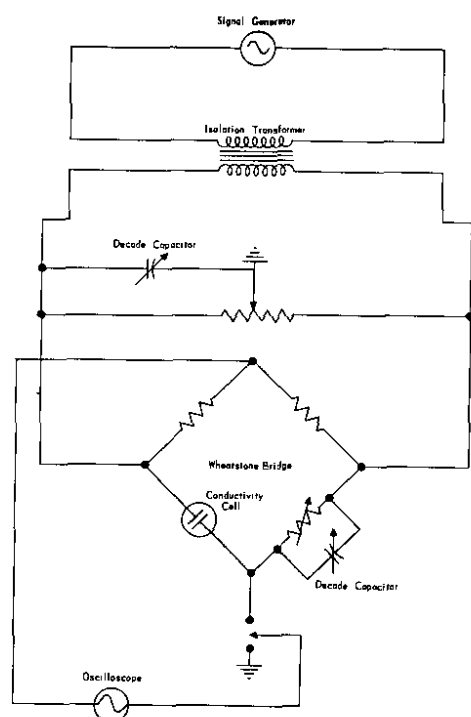 Signal Generator
Isolation Transformer
Decade Capacitor
Wheatstone Bridge
Conductivity
Cell
Decade Capacitor
Oscilloscope